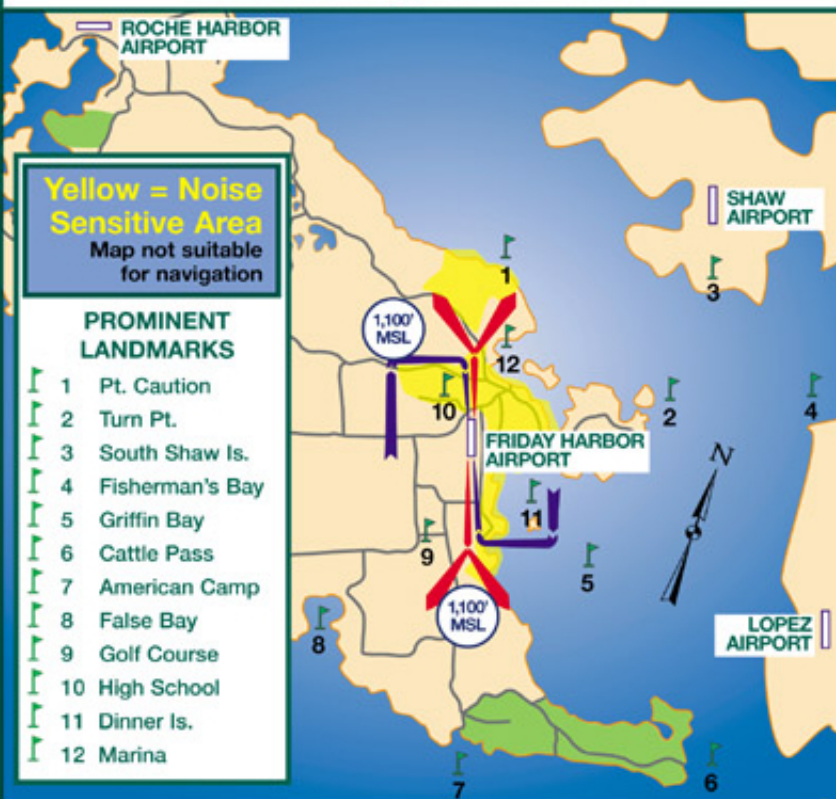 ROCHE HARBOR
AIRPORT
Yellow = Noise
Sensitive Area
Map not suitable
for navigation
PROMINENT
LANDMARKS
1 Pt. Caution
2 Turn Pt.
3 South Shaw Is.
4 Fisherman's Bay
5 Griffin Bay
6 Cattle Pass
7 American Camp
8 False Bay
9 Golf Course
10 High School
11 Dinner Is.
12 Marina
SHAW
AIRPORT
1
3
1,100'
MSL
12
10
2
4
FRIDAY HARBOR
AIRPORT
N
11
9
5
1,100'
MSL
8
LOPEZ
AIRPORT
7
6